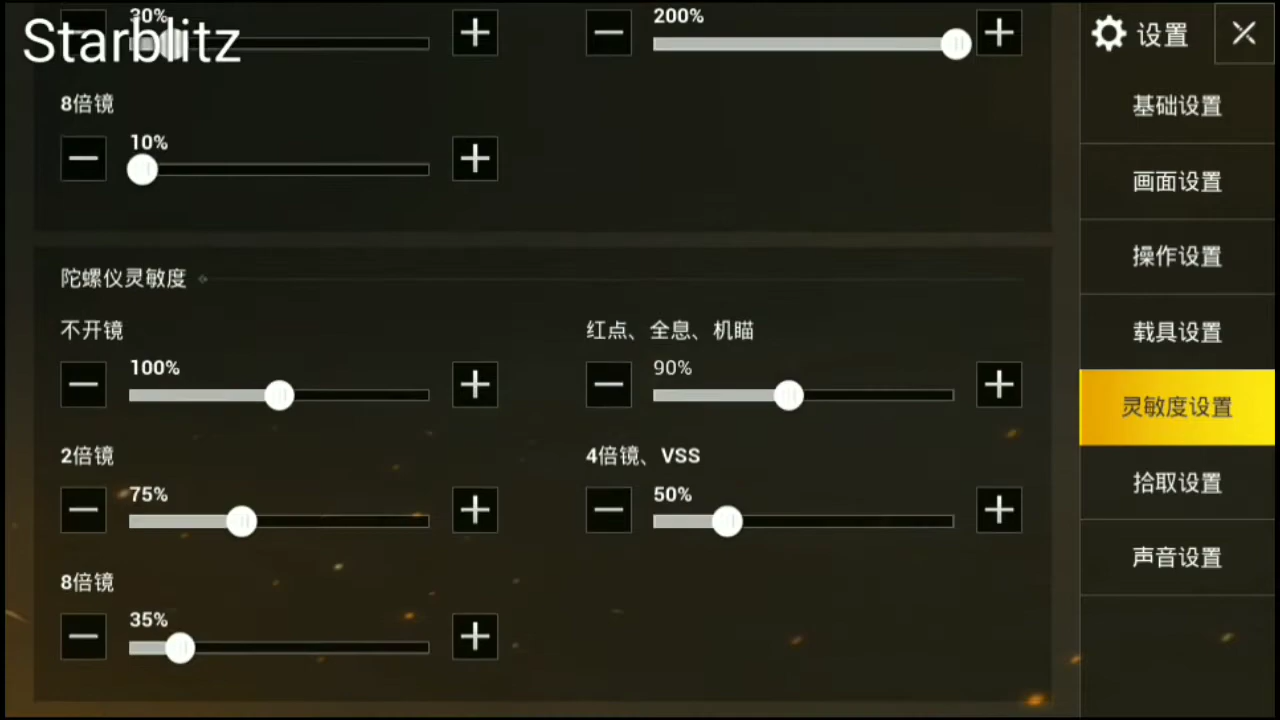 Starblitz
30%
200%
设置
8倍镜
10%
基础设置
画面设置
操作设置
载具设置
灵敏度设置
拾取设置
声音设置
陀螺仪灵敏度
不开镜
红点、全息、机瞄
100%
90%
2倍镜
4倍镜、VSS
75%
50%
8倍镜
35%